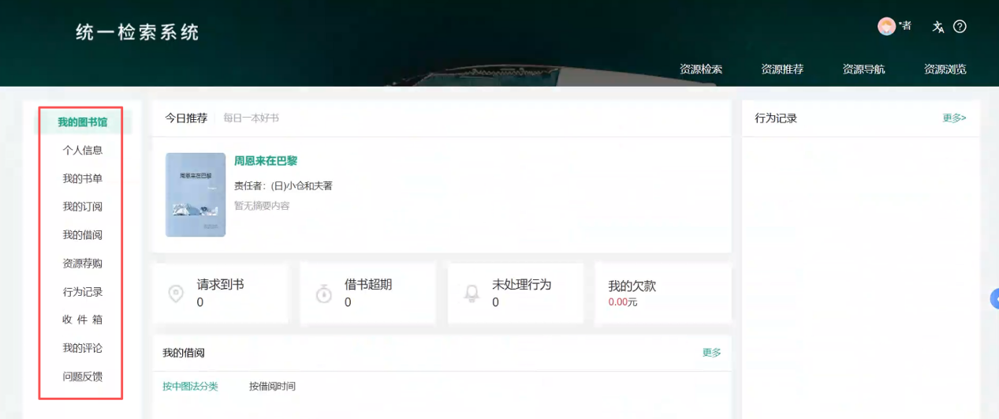 统一检索系统
*者
资源检索
资源推荐
资源导航
资源浏览
我的图书馆
个人信息
我的书单
我的订阅
我的借阅
资源荐购
行为记录
收 件 箱
我的评论
问题反馈
今日推荐 每日一本好书
周恩来在巴黎
周恩来在巴黎
责任者：(日)小仓和夫著
暂无摘要内容
请求到书
0
借书超期
0
未处理行为
0
我的欠款
0.00元
我的借阅 更多
按中图法分类 按借阅时间
行为记录 更多>